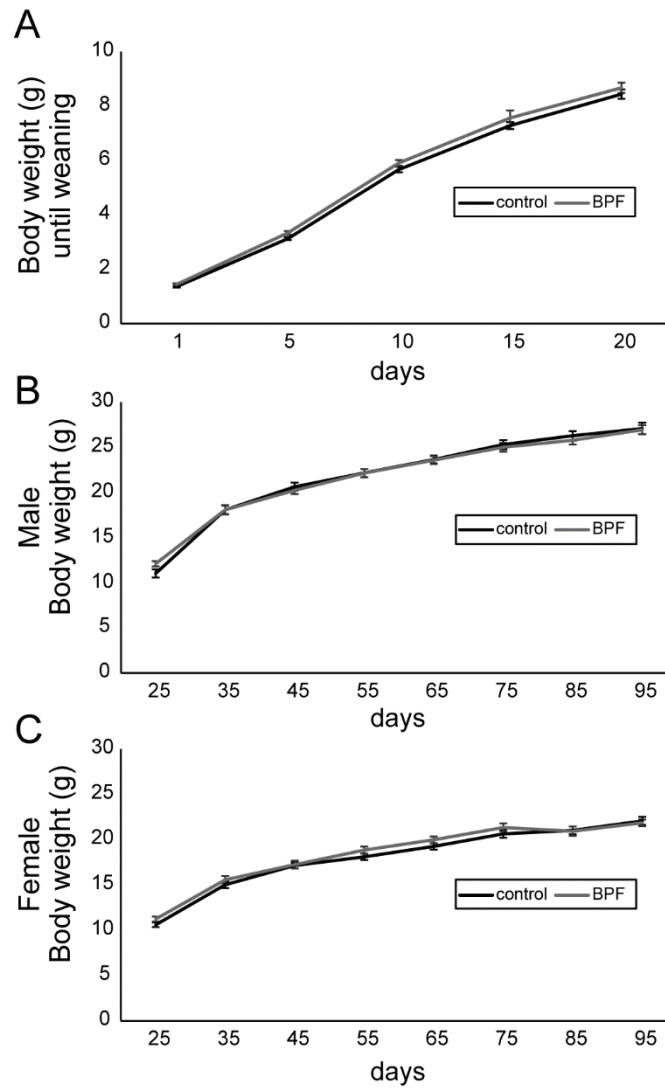 A
Body weight (g)
until weaning
10
8
6
4
2
0
control
BPF
1 5 10 15 20
days
B
Male
Body weight (g)
30
25
20
15
10
5
0
control
BPF
25 35 45 55 65 75 85 95
days
C
Female
Body weight (g)
30
25
20
15
10
5
0
control
BPF
25 35 45 55 65 75 85 95
days